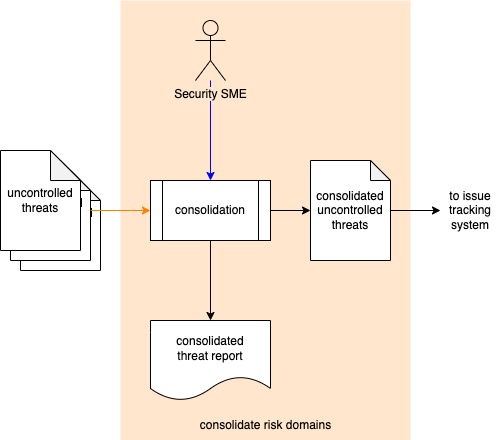 Security SME
uncontrolled
threats
consolidation
consolidated
uncontrolled
threats
to issue
tracking
system
consolidated
threat report
consolidate risk domains